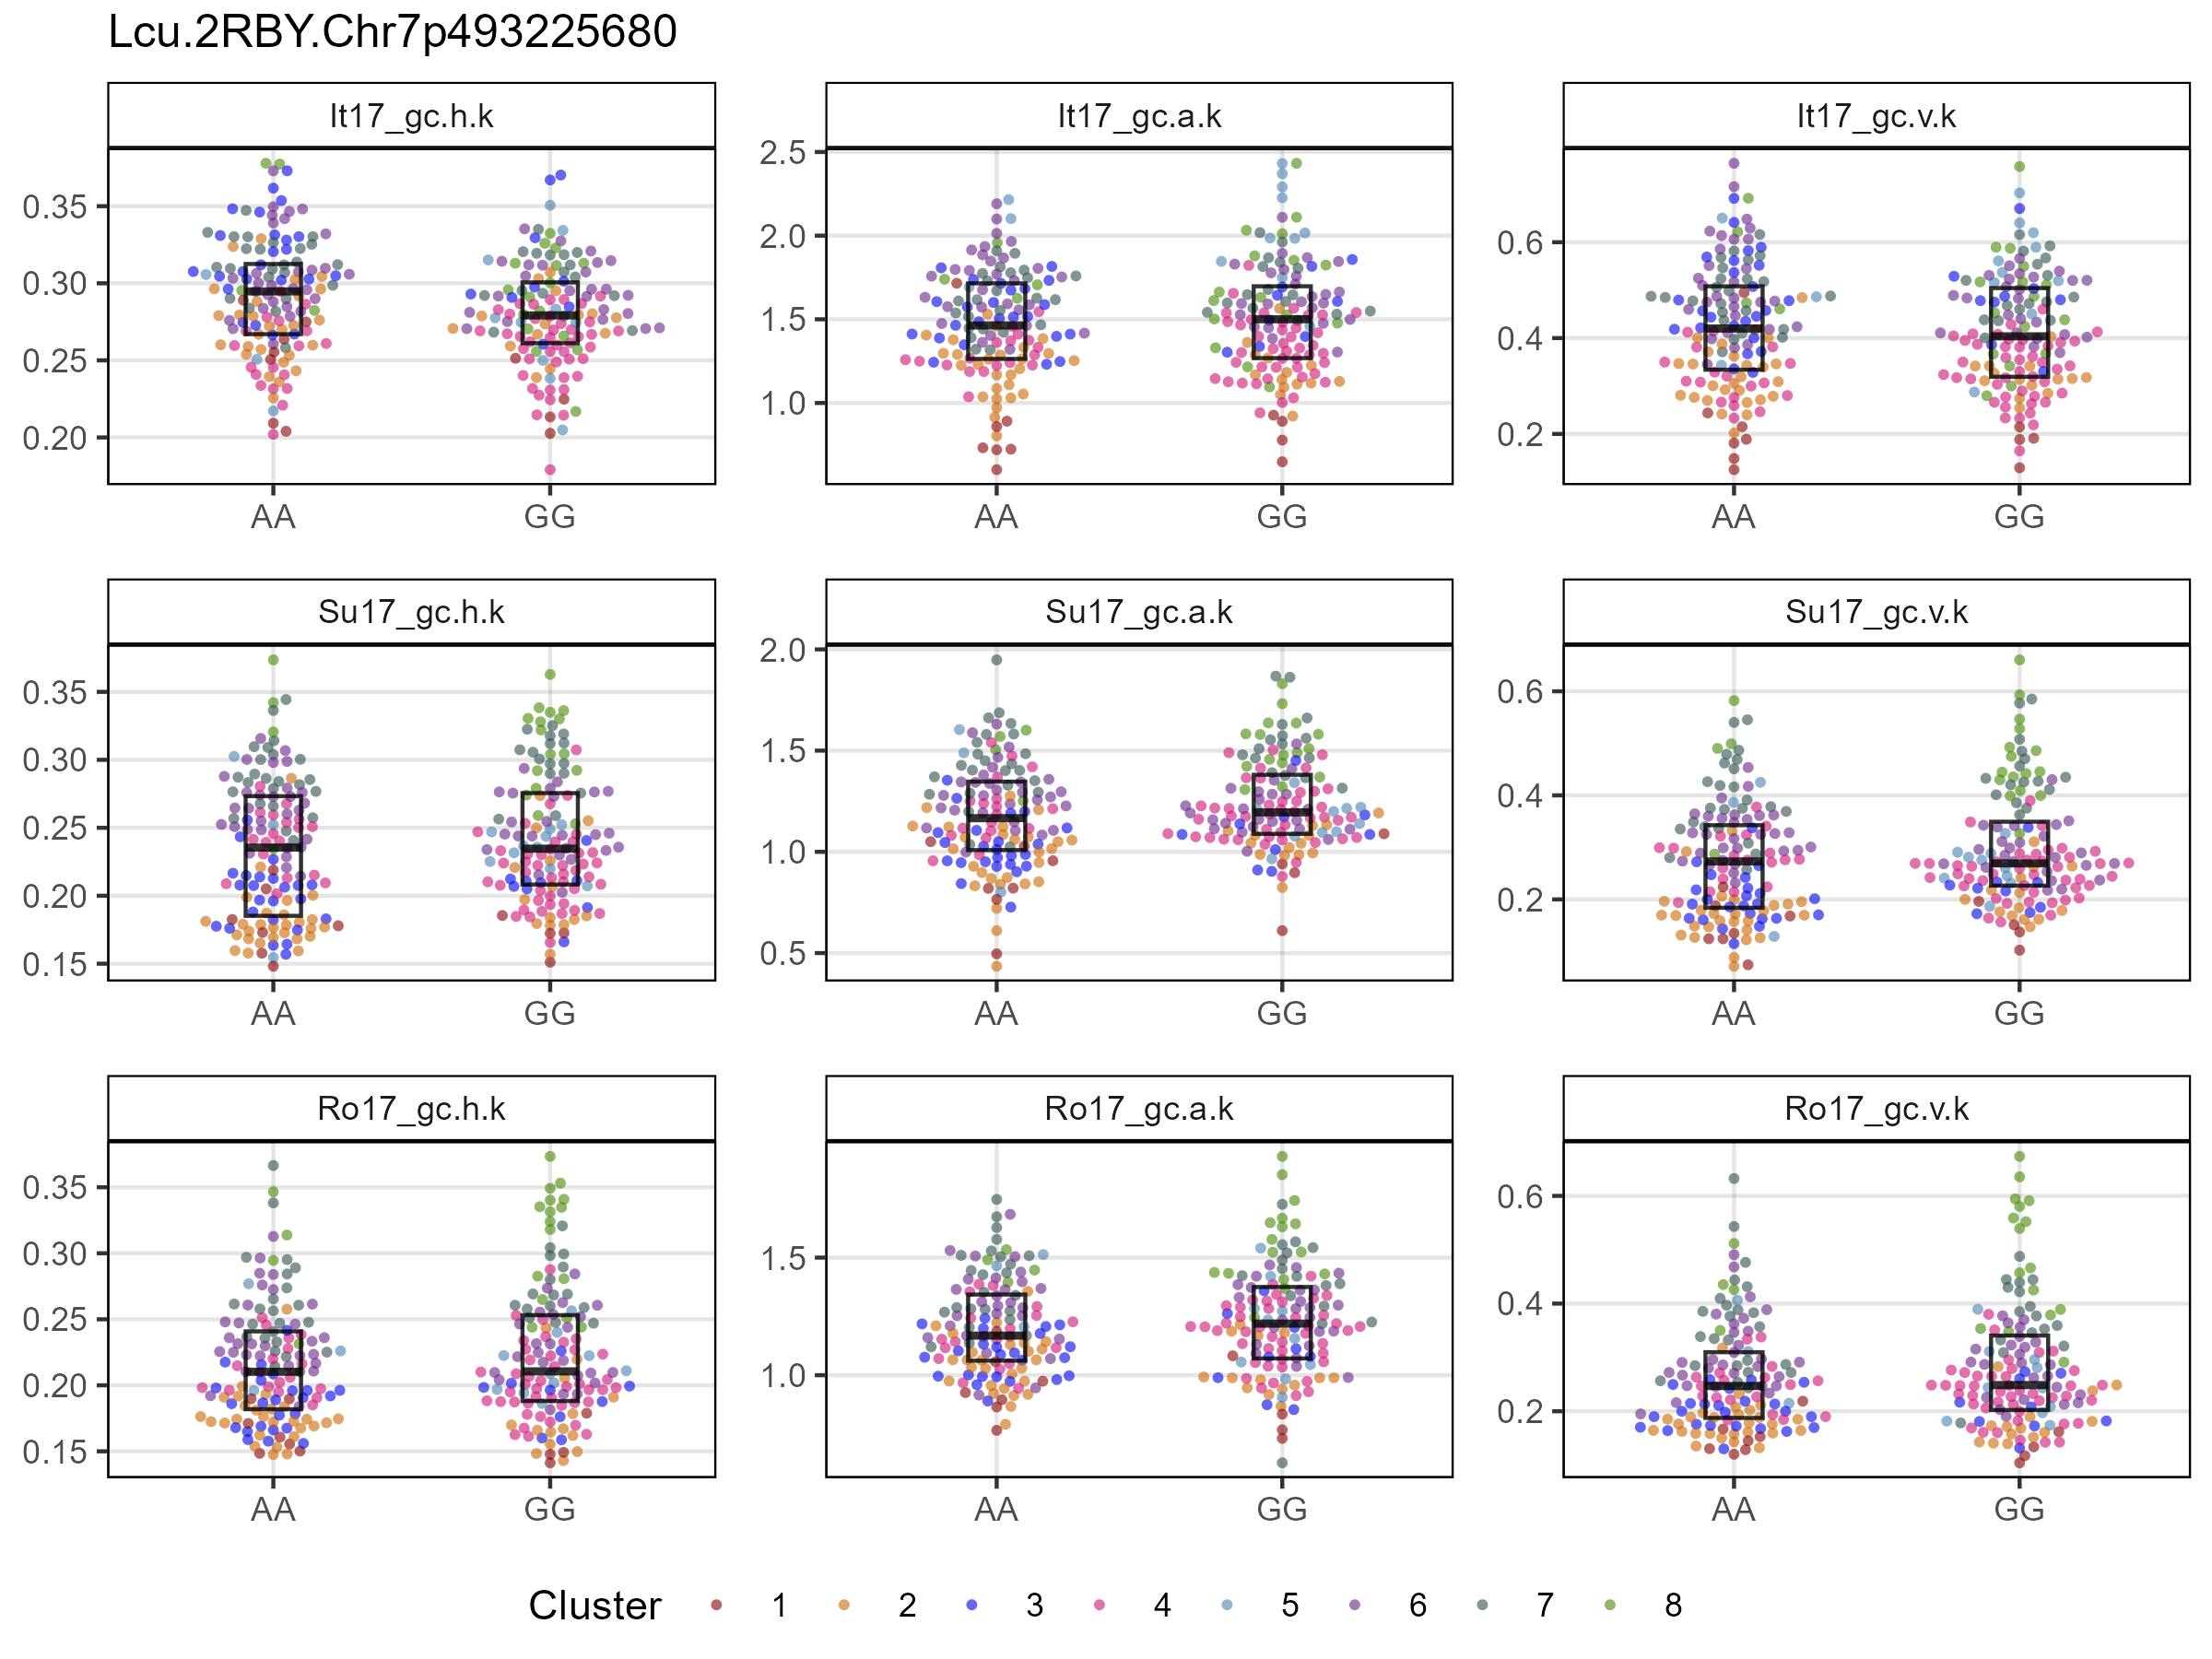 Lcu.2RBY.Chr7p493225680
It17_gc.h.k It17_gc.a.k It17_gc.v.k
0.35
0.30
0.25
0.20
AA GG
2.5
2.0
1.5
1.0
AA GG
0.6
0.4
0.2
AA GG
Su17_gc.h.k Su17_gc.a.k Su17_gc.v.k
0.35
0.30
0.25
0.20
0.15
AA GG
2.0
1.5
1.0
0.5
AA GG
0.6
0.4
0.2
AA GG
Ro17_gc.h.k Ro17_gc.a.k Ro17_gc.v.k
0.35
0.30
0.25
0.20
0.15
AA GG
1.5
1.0
AA GG
0.6
0.4
0.2
AA GG
Cluster 1 2 3 4 5 6 7 8